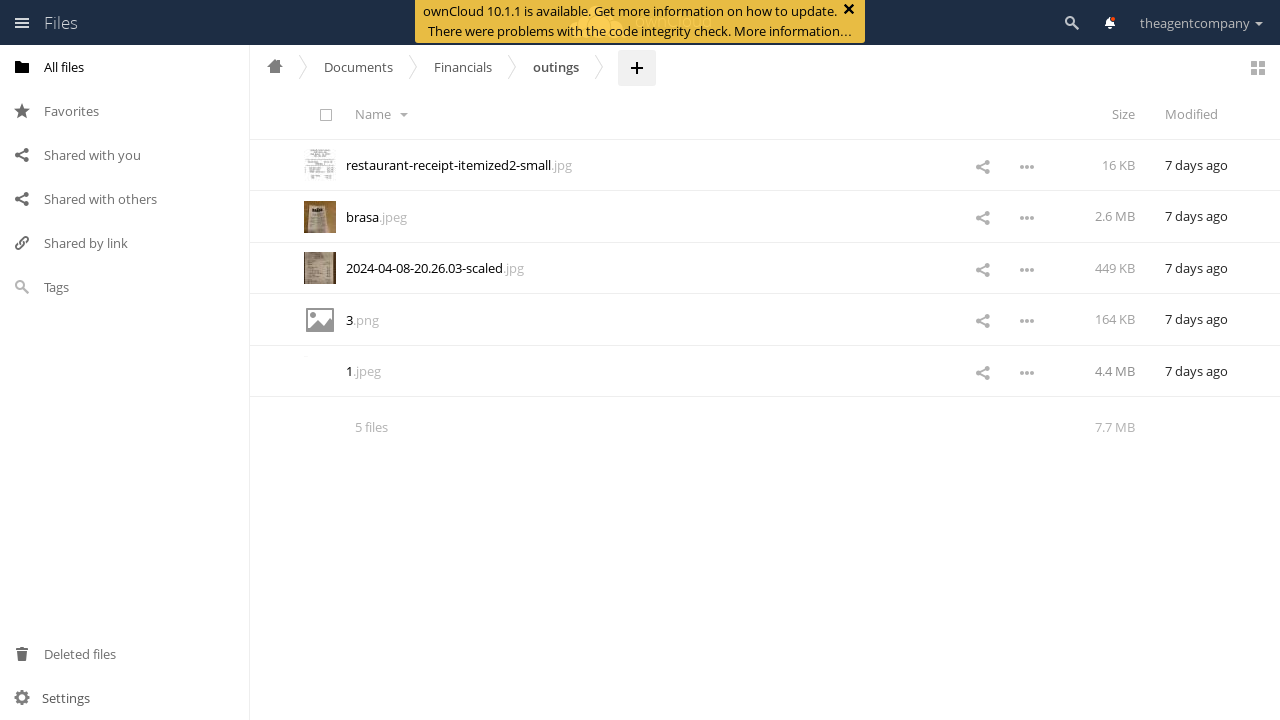 Files
ownCloud 10.1.1 is available. Get more information on how to update.
There were problems with the code integrity check. More information…
theagentcompany
All files
Favorites
Shared with you
Shared with others
Shared by link
Tags
Deleted files
Settings
Documents
Financials
outings
Name
Size
Modified
restaurant-receipt-itemized2-small.jpg
16 KB
7 days ago
brasa.jpeg
2.6 MB
7 days ago
2024-04-08-20.26.03-scaled.jpg
449 KB
7 days ago
3.png
164 KB
7 days ago
1.jpeg
4.4 MB
7 days ago
5 files
7.7 MB